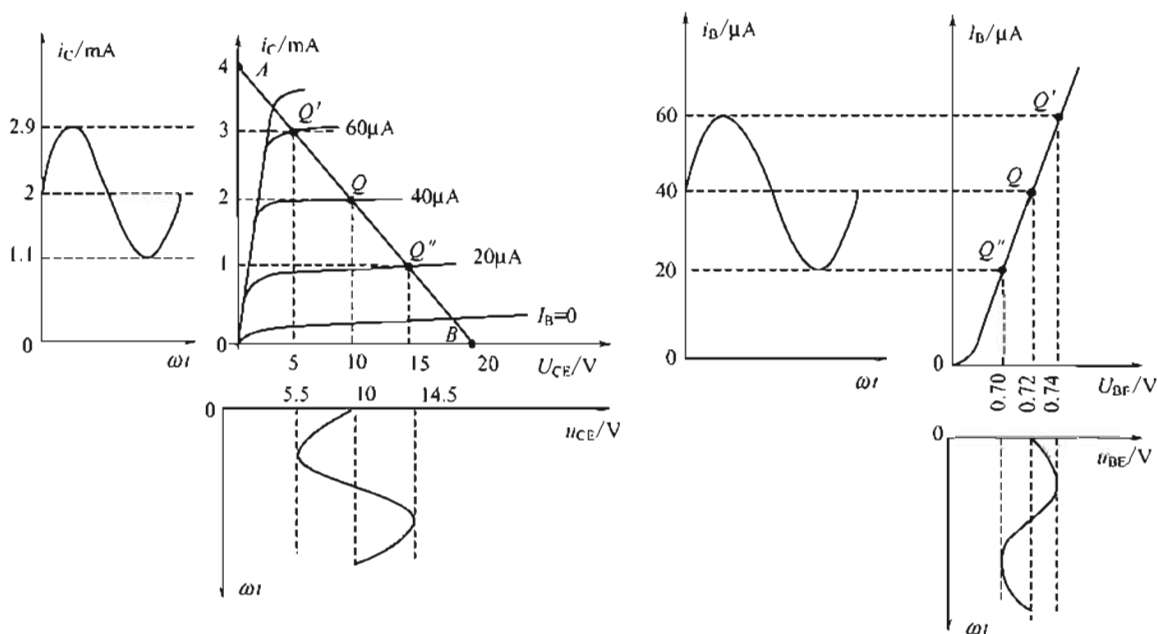 i_C/mA
2.9
2
1.1
0
ωt
i_C/mA
4
A
Q′
3
60μA
Q
2
40μA
Q″
1
20μA
I_B=0
B
0
5
10
15
20
U_CE/V
5.5
10
14.5
0
u_CE/V
ωt
i_B/μA
60
40
20
0
ωt
I_B/μA
Q′
Q
Q″
0
0.70
0.72
0.74
U_BE/V
0
u_BE/V
ωt